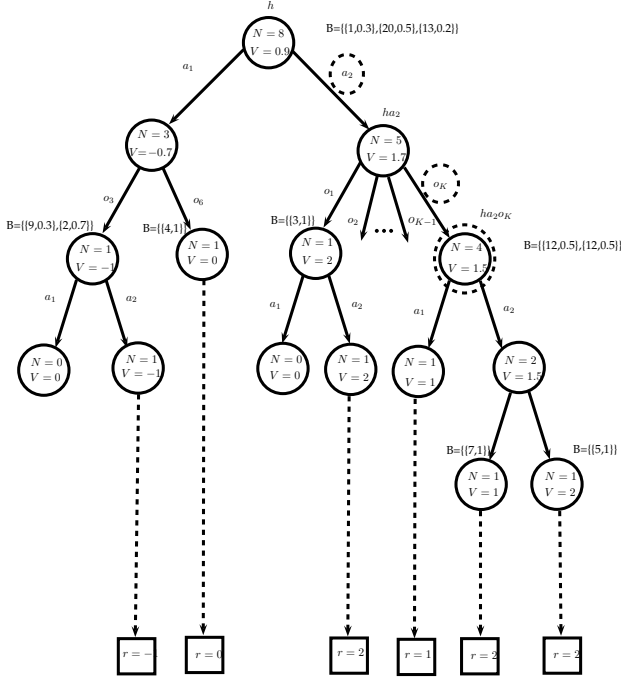 h
N = 8
V = 0.9
B={{1,0.3},{20,0.5},{13,0.2}}
a₁
a₂
ha₂
N = 3
V=−0.7
N = 5
V = 1.7
o₃
o₆
o₁
o₂
o_{K−1}
o_K
ha₂o_K
B={{9,0.3},{2,0.7}}
B={{4,1}}
B={{3,1}}
B={{12,0.5},{12,0.5}}
N = 1
V = −1
N = 1
V = 0
N = 1
V = 2
N = 4
V = 1.5
a₁
a₂
a₁
a₂
a₁
a₂
N = 0
V = 0
N = 1
V = −1
N = 0
V = 0
N = 1
V = 2
N = 1
V = 1
N = 2
V = 1.5
B={{7,1}}
B={{5,1}}
N = 1
V = 1
N = 1
V = 2
r = −
r = 0
r = 2
r = 1
r = 2
r = 2